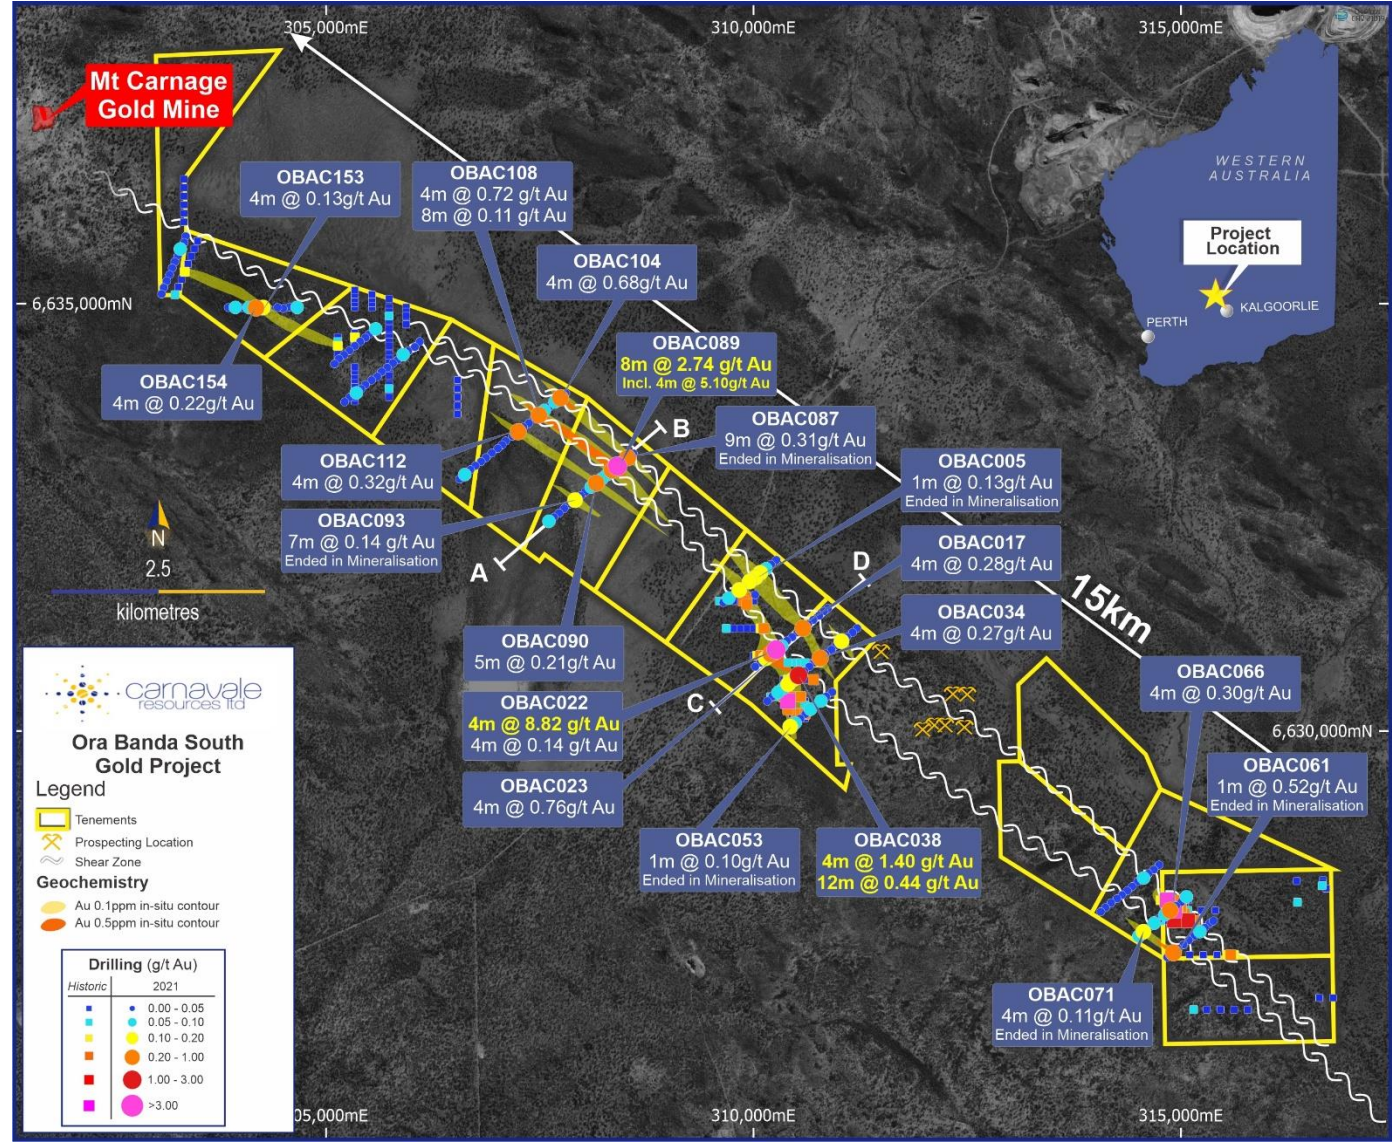 305,000mE
310,000mE
315,000mE
Mt Carnage
Gold Mine
WESTERN
AUSTRALIA
Project
Location
KALGOORLIE
PERTH
OBAC153
4m @ 0.13g/t Au
OBAC108
4m @ 0.72 g/t Au
8m @ 0.11 g/t Au
OBAC104
4m @ 0.68g/t Au
6,635,000mN
OBAC089
8m @ 2.74 g/t Au
Incl. 4m @ 5.10g/t Au
OBAC154
4m @ 0.22g/t Au
B
OBAC087
9m @ 0.31g/t Au
Ended in Mineralisation
OBAC112
4m @ 0.32g/t Au
OBAC005
1m @ 0.13g/t Au
Ended in Mineralisation
OBAC093
7m @ 0.14 g/t Au
Ended in Mineralisation
N
2.5
kilometres
A
D
OBAC017
4m @ 0.28g/t Au
15km
OBAC034
4m @ 0.27g/t Au
OBAC090
5m @ 0.21g/t Au
OBAC066
4m @ 0.30g/t Au
OBAC022
4m @ 8.82 g/t Au
4m @ 0.14 g/t Au
C
6,630,000mN
OBAC061
1m @ 0.52g/t Au
Ended in Mineralisation
OBAC023
4m @ 0.76g/t Au
OBAC053
1m @ 0.10g/t Au
Ended in Mineralisation
OBAC038
4m @ 1.40 g/t Au
12m @ 0.44 g/t Au
OBAC071
4m @ 0.11g/t Au
Ended in Mineralisation
carnavale
resources ltd
Ora Banda South
Gold Project
Legend
Tenements
Prospecting Location
Shear Zone
Geochemistry
Au 0.1ppm in-situ contour
Au 0.5ppm in-situ contour
Drilling (g/t Au)
Historic 2021
0.00 - 0.05
0.05 - 0.10
0.10 - 0.20
0.20 - 1.00
1.00 - 3.00
>3.00
05,000mE
310,000mE
315,000mE